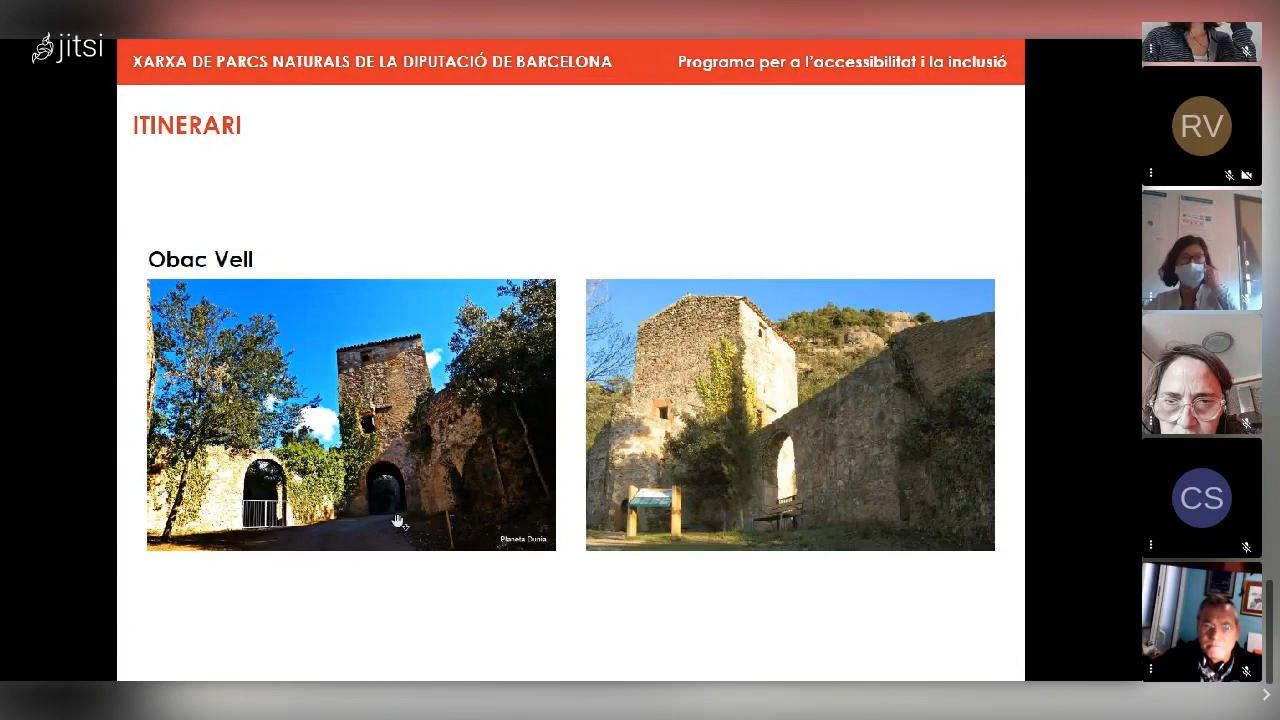 jitsi
XARXA DE PARCS NATURALS DE LA DIPUTACIÓ DE BARCELONA
Programa per a l'accessibilitat i la inclusió
ITINERARI
Obac Vell
Planeta Dunia
RV
CS